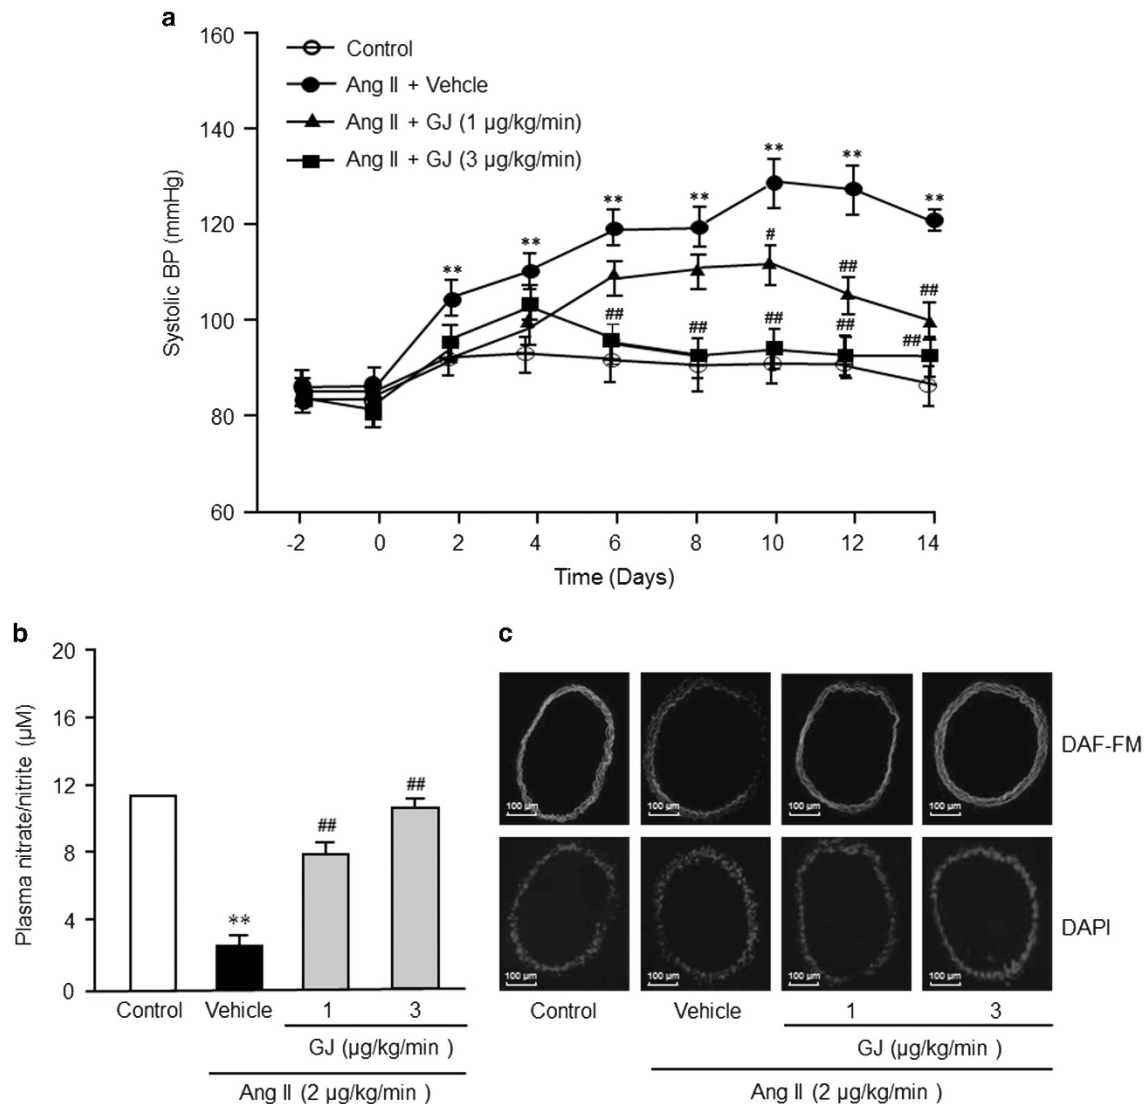 a
160
140
120
100
80
60
Systolic BP (mmHg)
Control
Ang II + Vehcle
Ang II + GJ (1 µg/kg/min)
Ang II + GJ (3 µg/kg/min)
** ** ** ** ** ** **
# ## ##
## ## ## ## ##
-2 0 2 4 6 8 10 12 14
Time (Days)
b
20
16
12
8
4
0
Plasma nitrate/nitrite (µM)
**
##
##
Control Vehicle 1 3
GJ (µg/kg/min )
Ang II (2 µg/kg/min )
c
100 µm 100 µm 100 µm 100 µm
DAF-FM
100 µm 100 µm 100 µm 100 µm
DAPI
Control Vehicle 1 3
GJ (µg/kg/min )
Ang II (2 µg/kg/min )